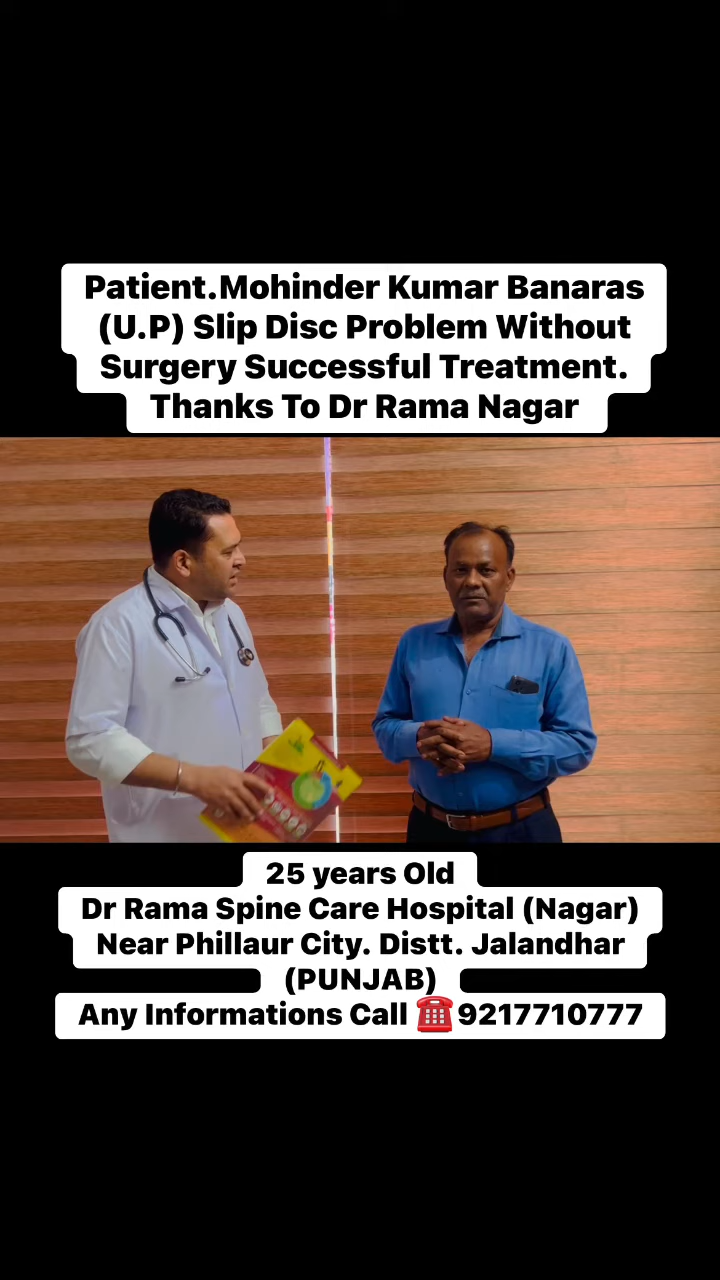 Patient.Mohinder Kumar Banaras
(U.P) Slip Disc Problem Without
Surgery Successful Treatment.
Thanks To Dr Rama Nagar
25 years Old
Dr Rama Spine Care Hospital (Nagar)
Near Phillaur City. Distt. Jalandhar
(PUNJAB)
Any Informations Call ☎️9217710777